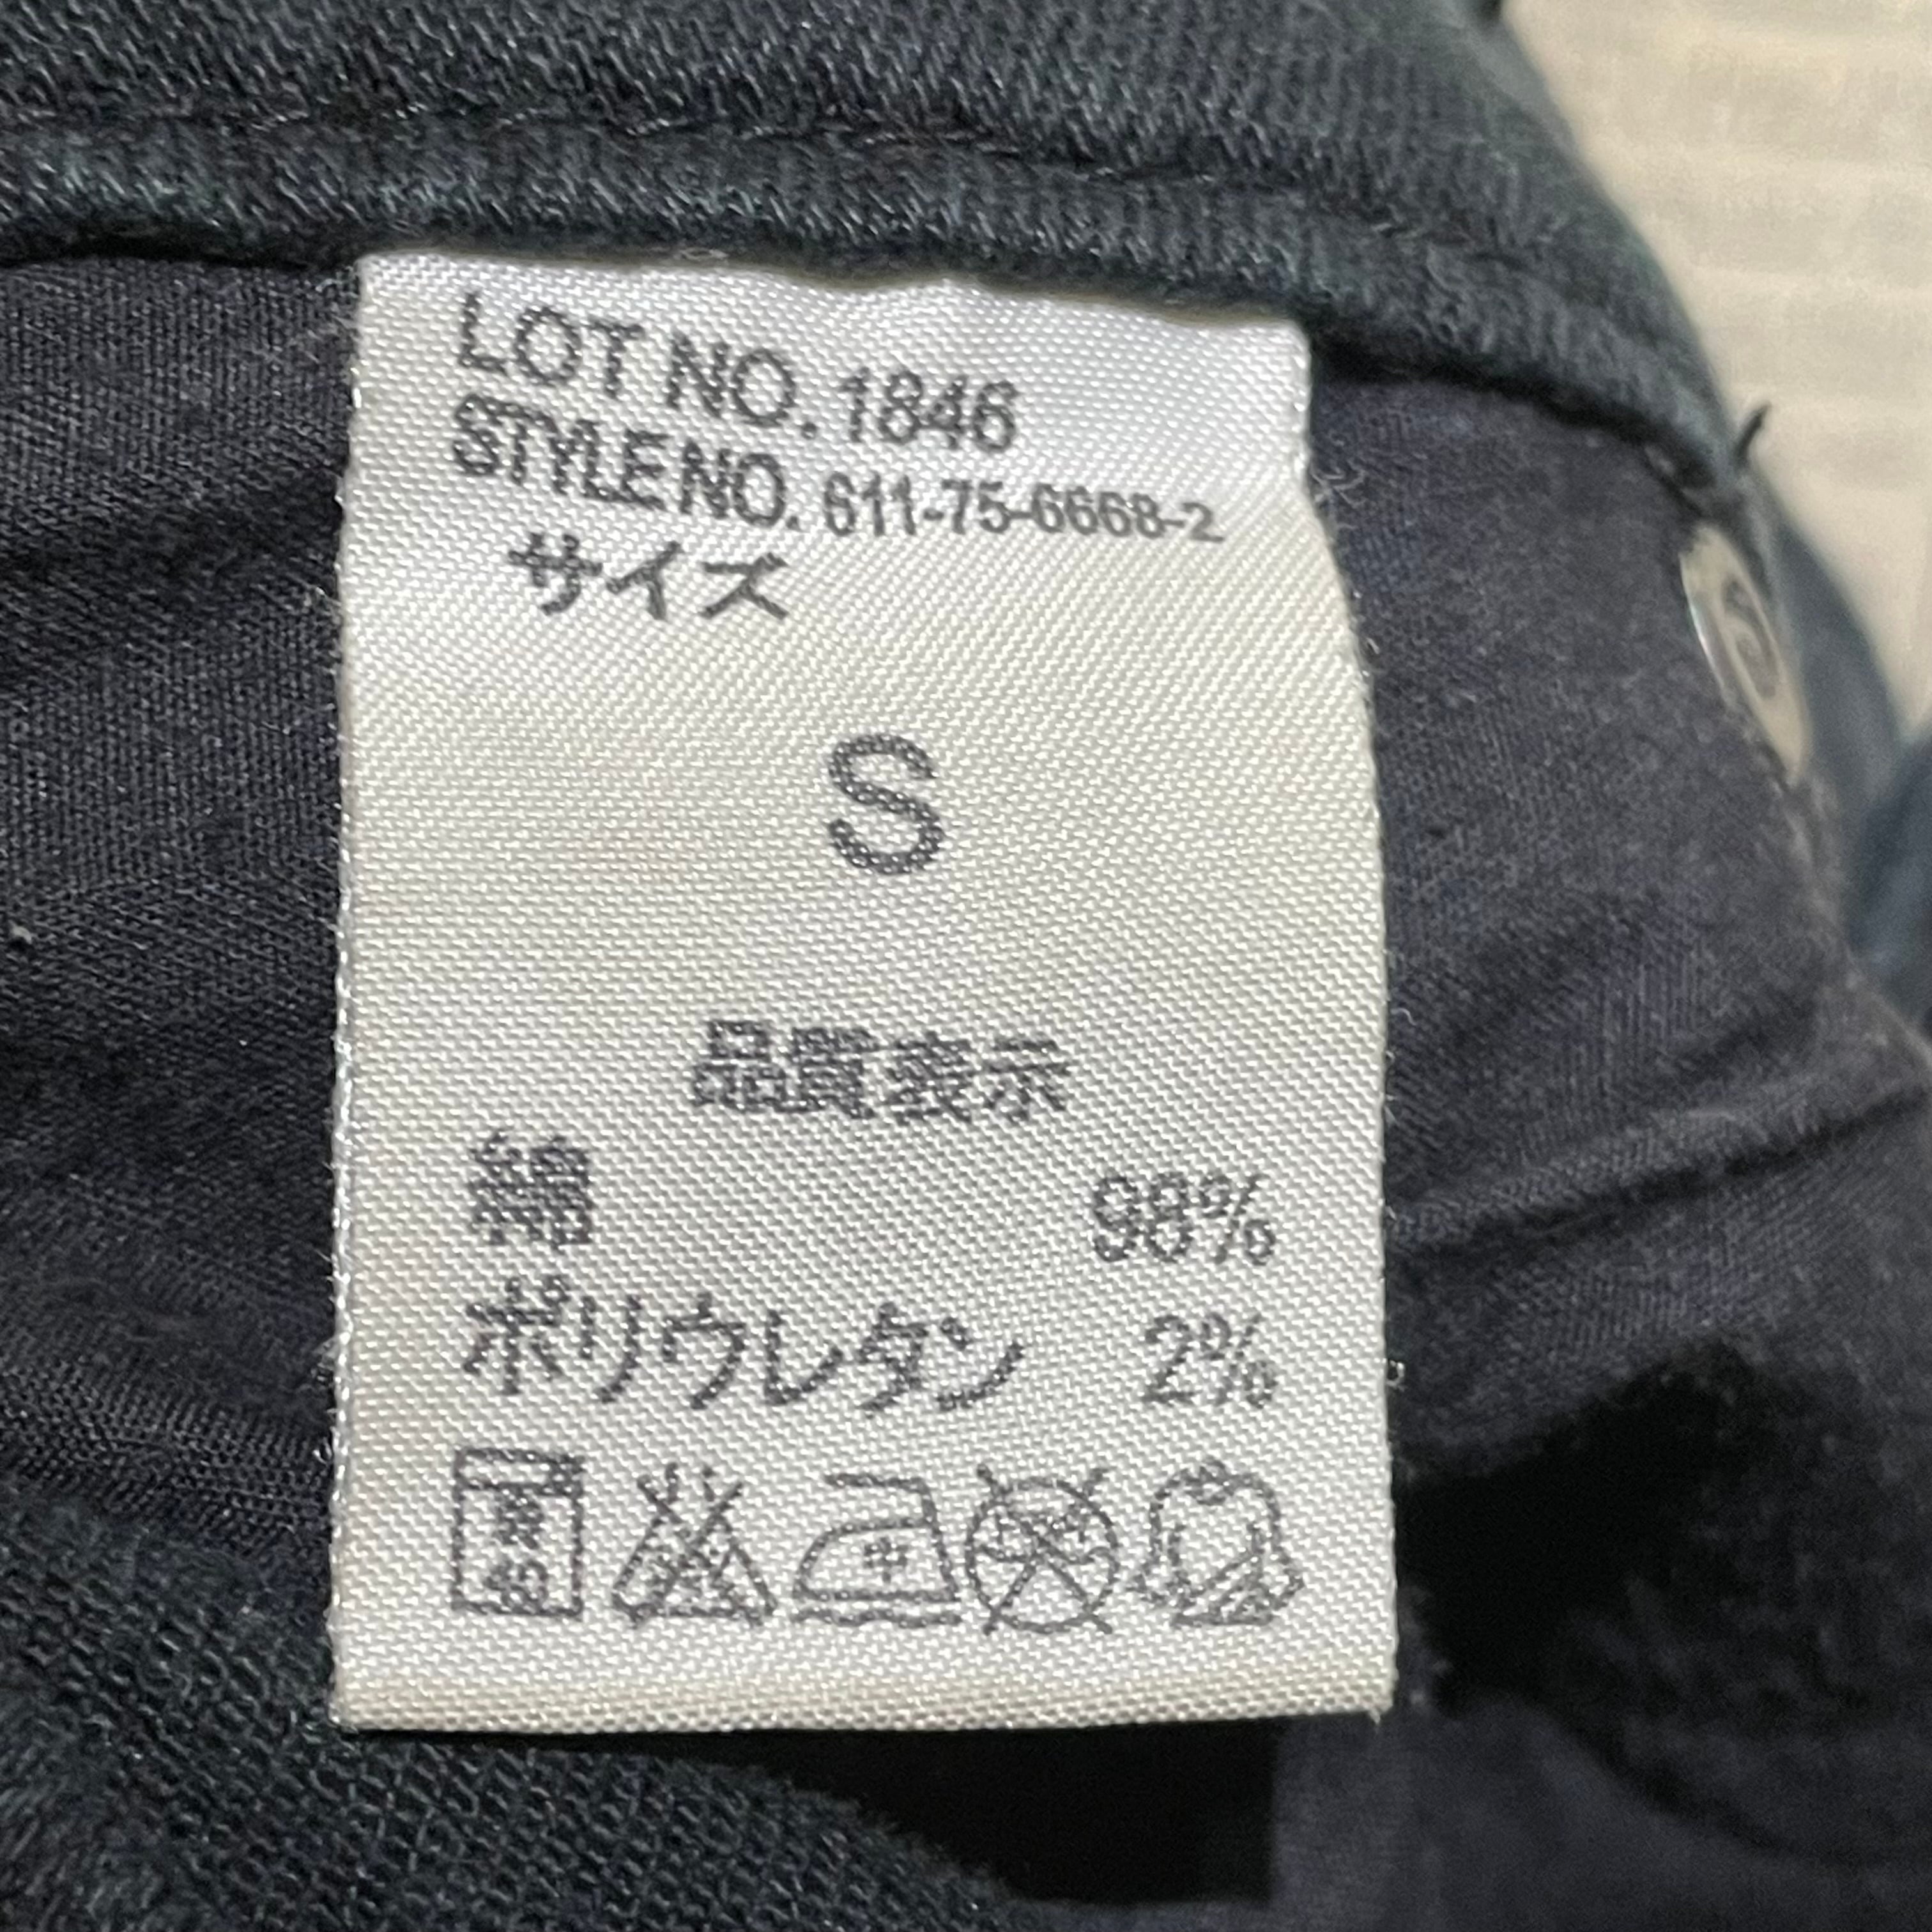 LOT NO. 1846
STYLE NO. 611-75-6668-2
サイズ
S
品質表示
綿 98%
ポリウレタン 2%
40